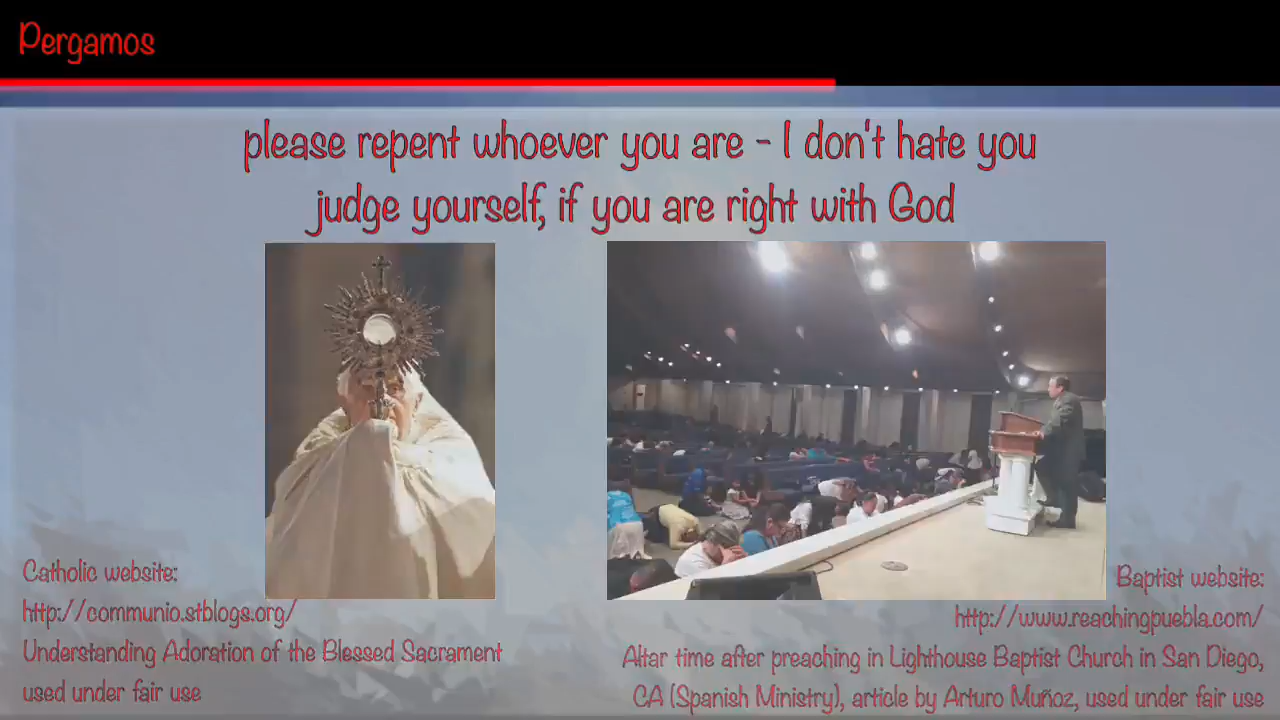 Pergamos
please repent whoever you are - I don't hate you
judge yourself, if you are right with God
Catholic website:
http://communio.stblogs.org/
Understanding Adoration of the Blessed Sacrament
used under fair use
Baptist website:
http://www.reachingpuebla.com/
Altar time after preaching in Lighthouse Baptist Church in San Diego,
CA (Spanish Ministry), article by Arturo Muñoz, used under fair use